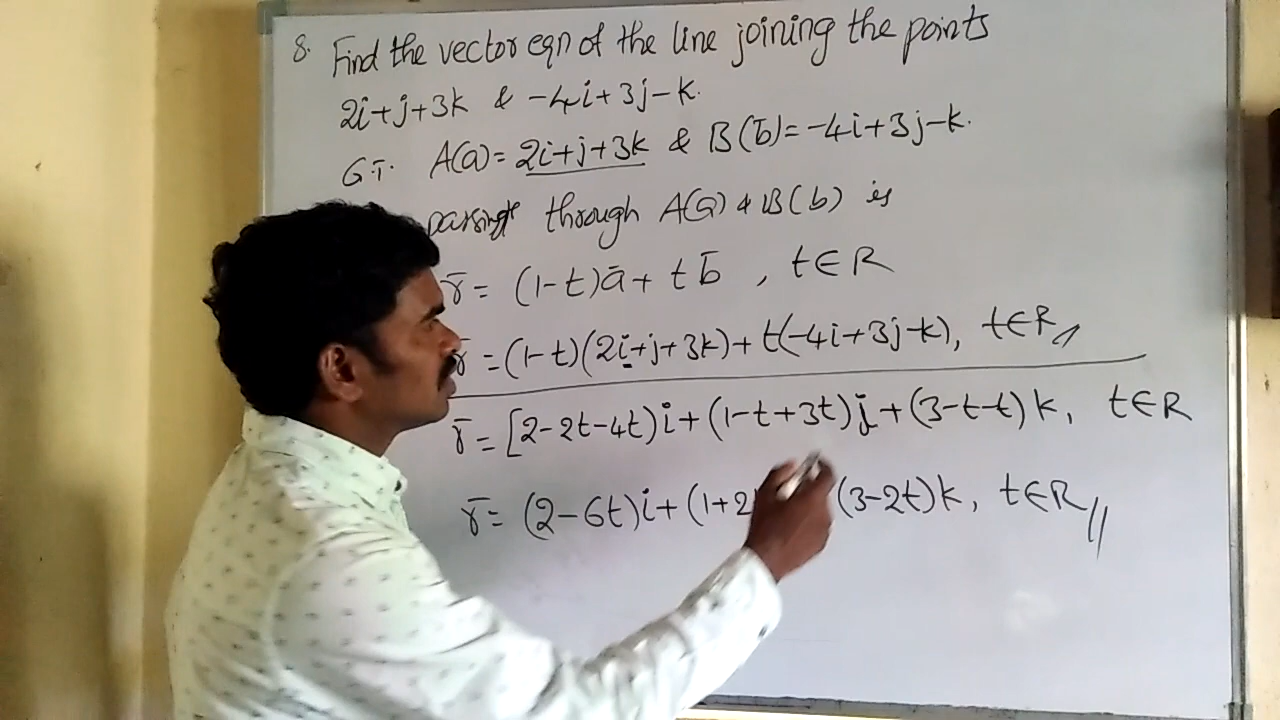 8. Find the vector eqn of the line joining the points
2i+j+3k & -4i+3j-k.
G.T. A(a)= 2i+j+3k & B(b̄)=-4i+3j-k.
through A(a) & B(b) is
r̄= (1-t)ā+ t b̄ , t∈R
r̄ =(1-t)(2i+j+3k)+ t(-4i+3j-k), t∈R
r̄= [2-2t-4t)i+(1-t+3t)j+(3-t-t)k, t∈R
r̄= (2-6t)i+(1+2 (3-2t)k, t∈R//